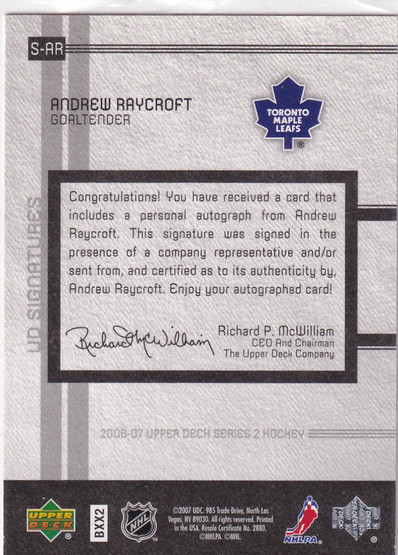 S-AR
ANDREW RAYCROFT
GOALTENDER
TORONTO
MAPLE
LEAFS
®
UD SIGNATURES
Congratulations! You have received a card that
includes a personal autograph from Andrew
Raycroft. This signature was signed in the
presence of a company representative and/or
sent from, and certified as to its authenticity by,
Andrew Raycroft. Enjoy your autographed card!
Richard McWilliam
Richard P. McWilliam
CEO And Chairman
The Upper Deck Company
2006-07 UPPER DECK SERIES 2 HOCKEY
UPPER
DECK
BXX2
NHL
©2007 UDC. 985 Trade Drive, North Las
Vegas, NV 89030. All rights reserved. Printed
in the USA. Resale Certificate No. 2880.
©NHLPA. ©NHL.
NHLPA